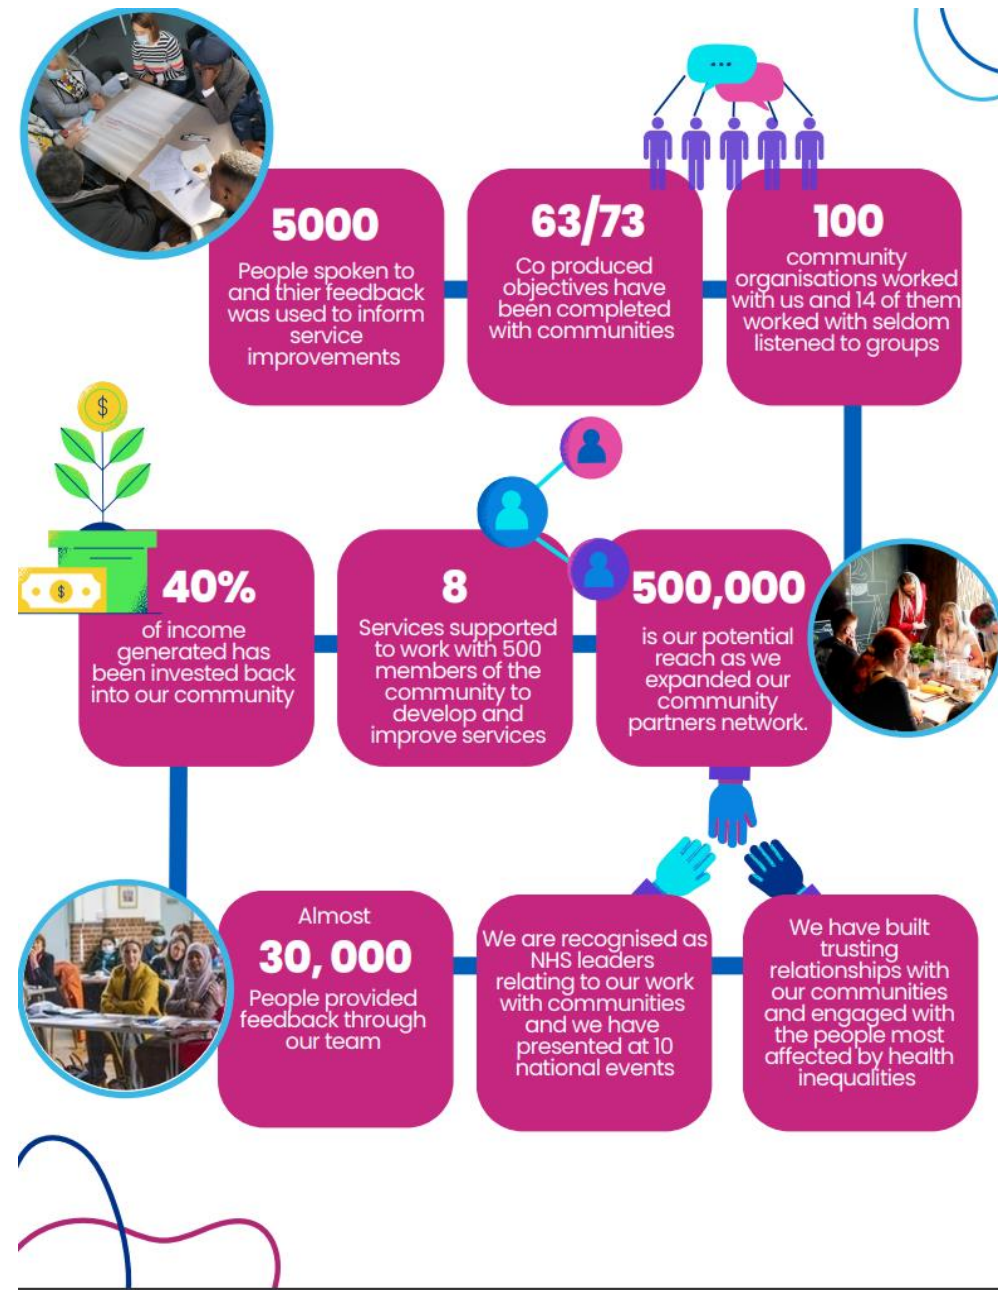 5000
People spoken to
and thier feedback
was used to inform
service
improvements
63/73
Co produced
objectives have
been completed
with communities
100
community
organisations worked
with us and 14 of them
worked with seldom
listened to groups
40%
of income
generated has
been invested back
into our community
8
Services supported
to work with 500
members of the
community to
develop and
improve services
500,000
is our potential
reach as we
expanded our
community
partners network.
Almost
30,000
People provided
feedback through
our team
We are recognised as
NHS leaders
relating to our work
with communities
and we have
presented at 10
national events
We have built
trusting
relationships with
our communities
and engaged with
the people most
affected by health
inequalities